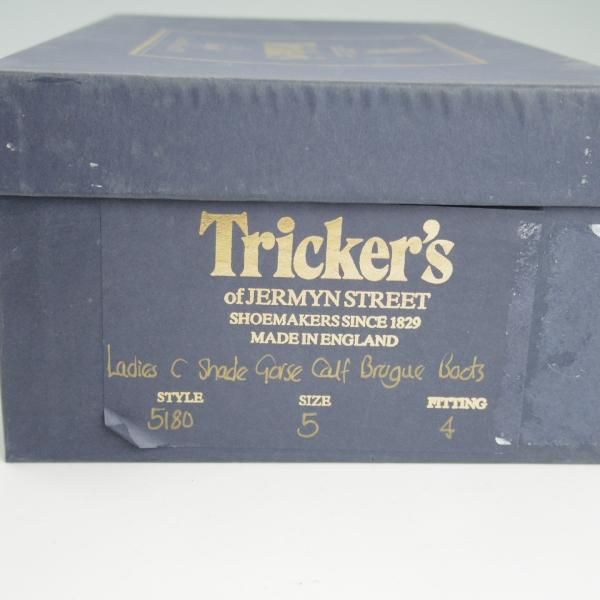 Tricker's
of JERMYN STREET
SHOEMAKERS SINCE 1829
MADE IN ENGLAND
Ladies C Shade Gorse Calf Brogue Boots
STYLE SIZE FITTING
5180 5 4